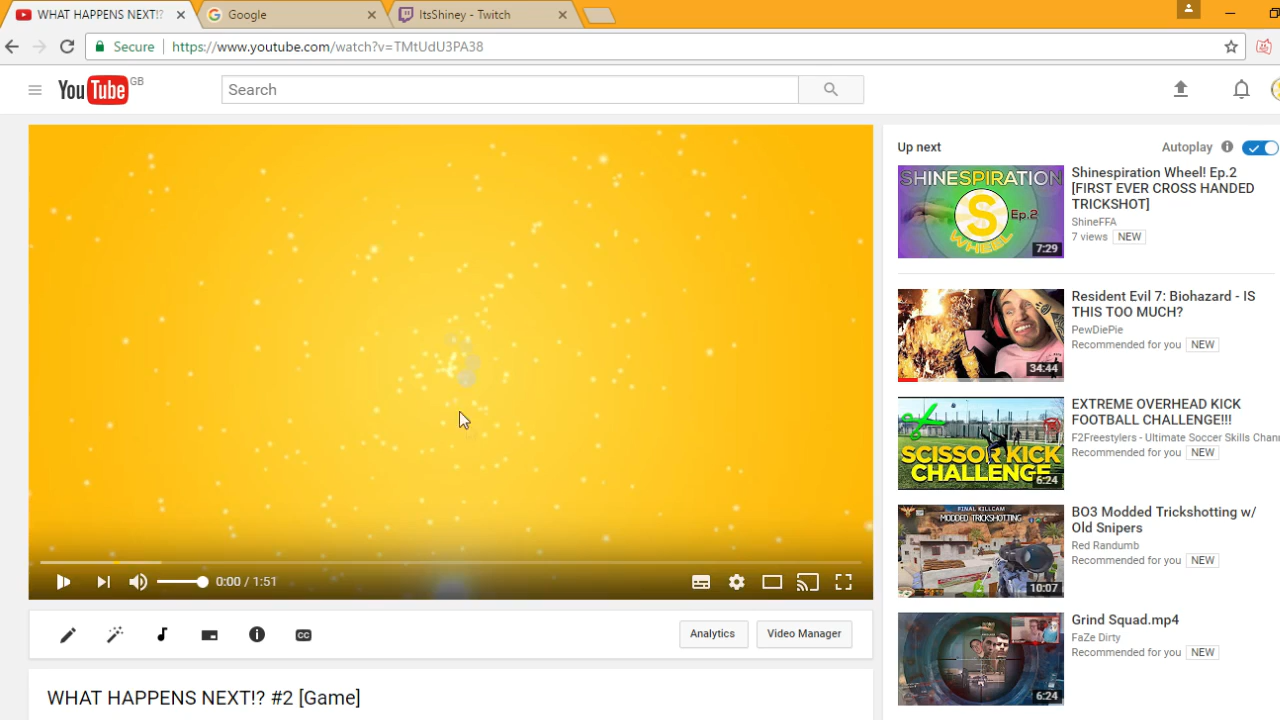 WHAT HAPPENS NEXT!?
Google
ItsShiney - Twitch
Secure
https://www.youtube.com/watch?v=TMtUdU3PA38
YouTube GB
Search
0:00 / 1:51
CC
Analytics
Video Manager
WHAT HAPPENS NEXT!? #2 [Game]
Up next
Autoplay
SHINESPIRATION
S
Ep.2
WHEEL
7:29
Shinespiration Wheel! Ep.2
[FIRST EVER CROSS HANDED
TRICKSHOT]
ShineFFA
7 views NEW
34:44
Resident Evil 7: Biohazard - IS
THIS TOO MUCH?
PewDiePie
Recommended for you NEW
SCISSOR KICK
CHALLENGE
6:24
EXTREME OVERHEAD KICK
FOOTBALL CHALLENGE!!!
F2Freestylers - Ultimate Soccer Skills Chan
Recommended for you NEW
FINAL KILLCAM
MODDED TRICKSHOTTING
10:07
BO3 Modded Trickshotting w/
Old Snipers
Red Randumb
Recommended for you NEW
6:24
Grind Squad.mp4
FaZe Dirty
Recommended for you NEW